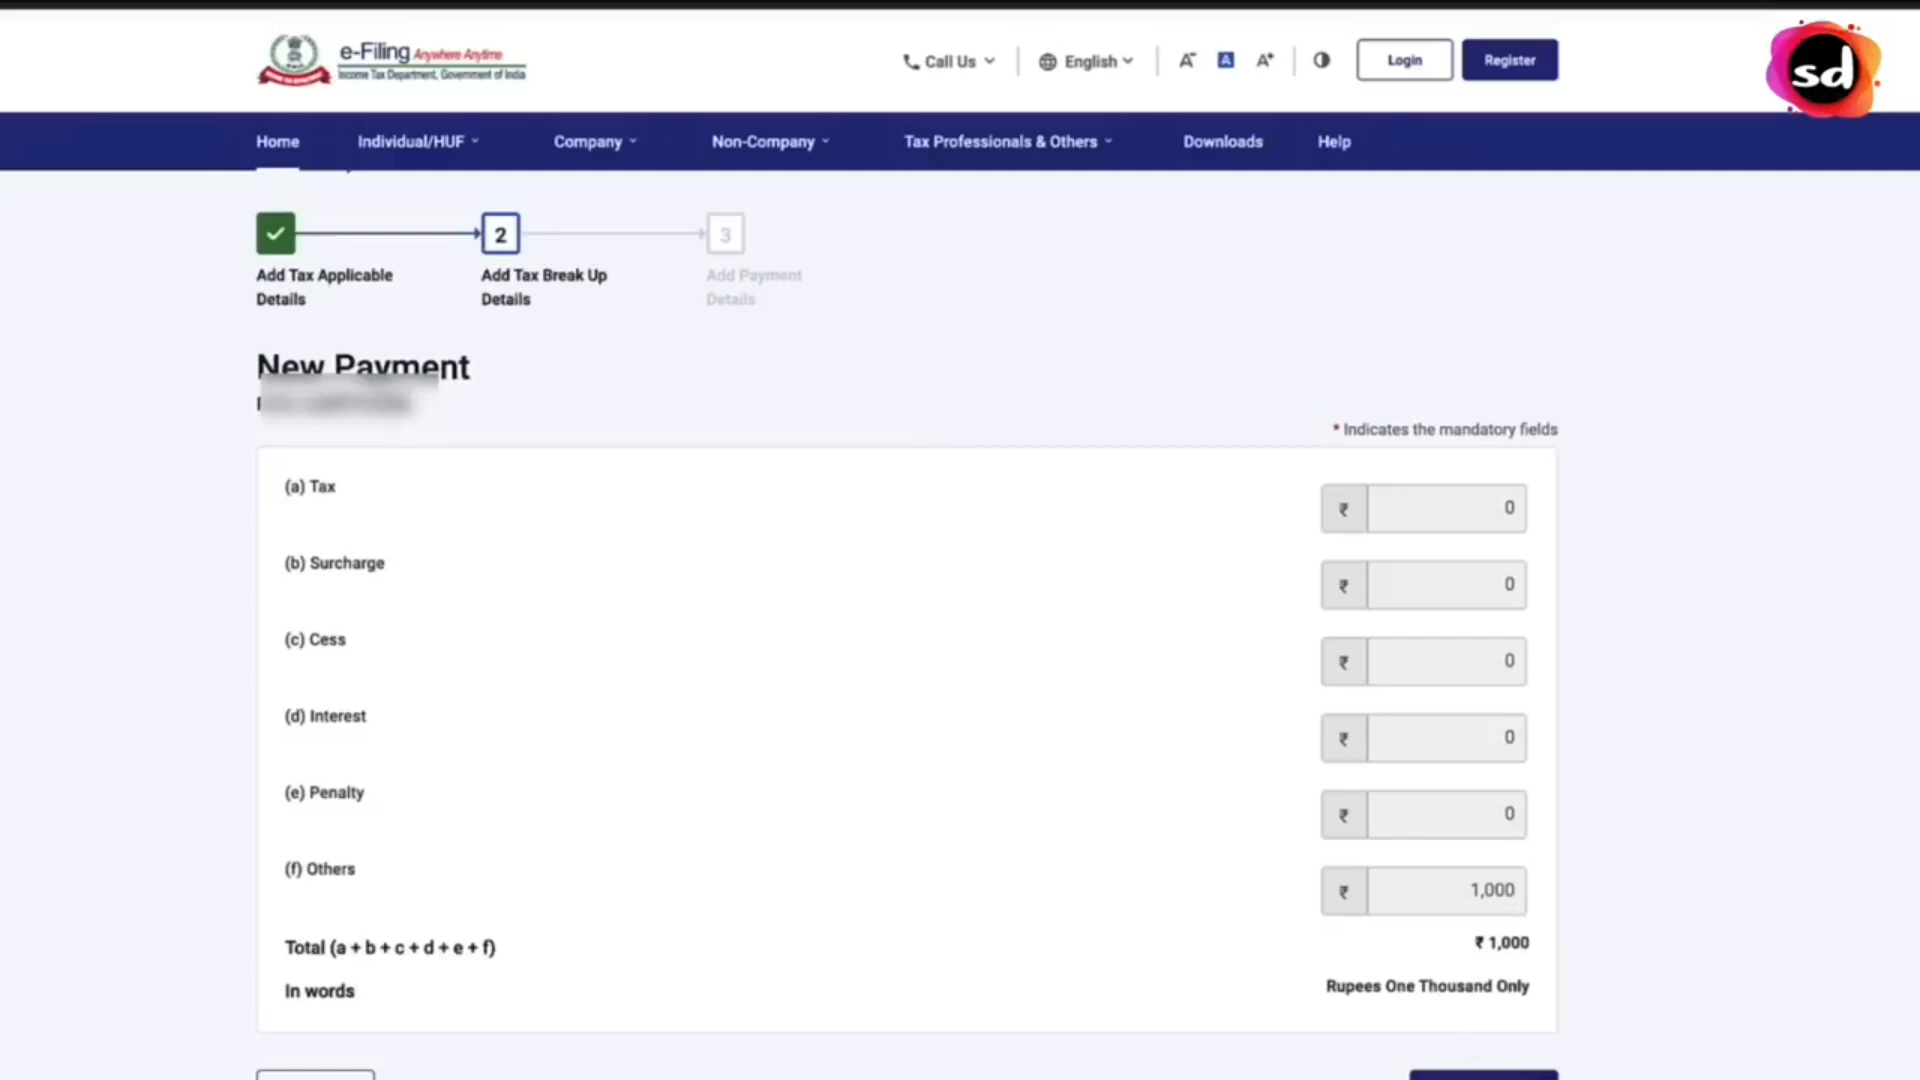 e-Filing Anywhere Anytime
Income Tax Department, Government of India
Call Us
English
A-
A
A+
Login
Register
sd
Home
Individual/HUF
Company
Non-Company
Tax Professionals & Others
Downloads
Help
2
3
Add Tax Applicable
Details
Add Tax Break Up
Details
Add Payment
Details
New Payment
* Indicates the mandatory fields
(a) Tax
₹ 0
(b) Surcharge
₹ 0
(c) Cess
₹ 0
(d) Interest
₹ 0
(e) Penalty
₹ 0
(f) Others
₹ 1,000
Total (a + b + c + d + e + f)
₹ 1,000
In words
Rupees One Thousand Only